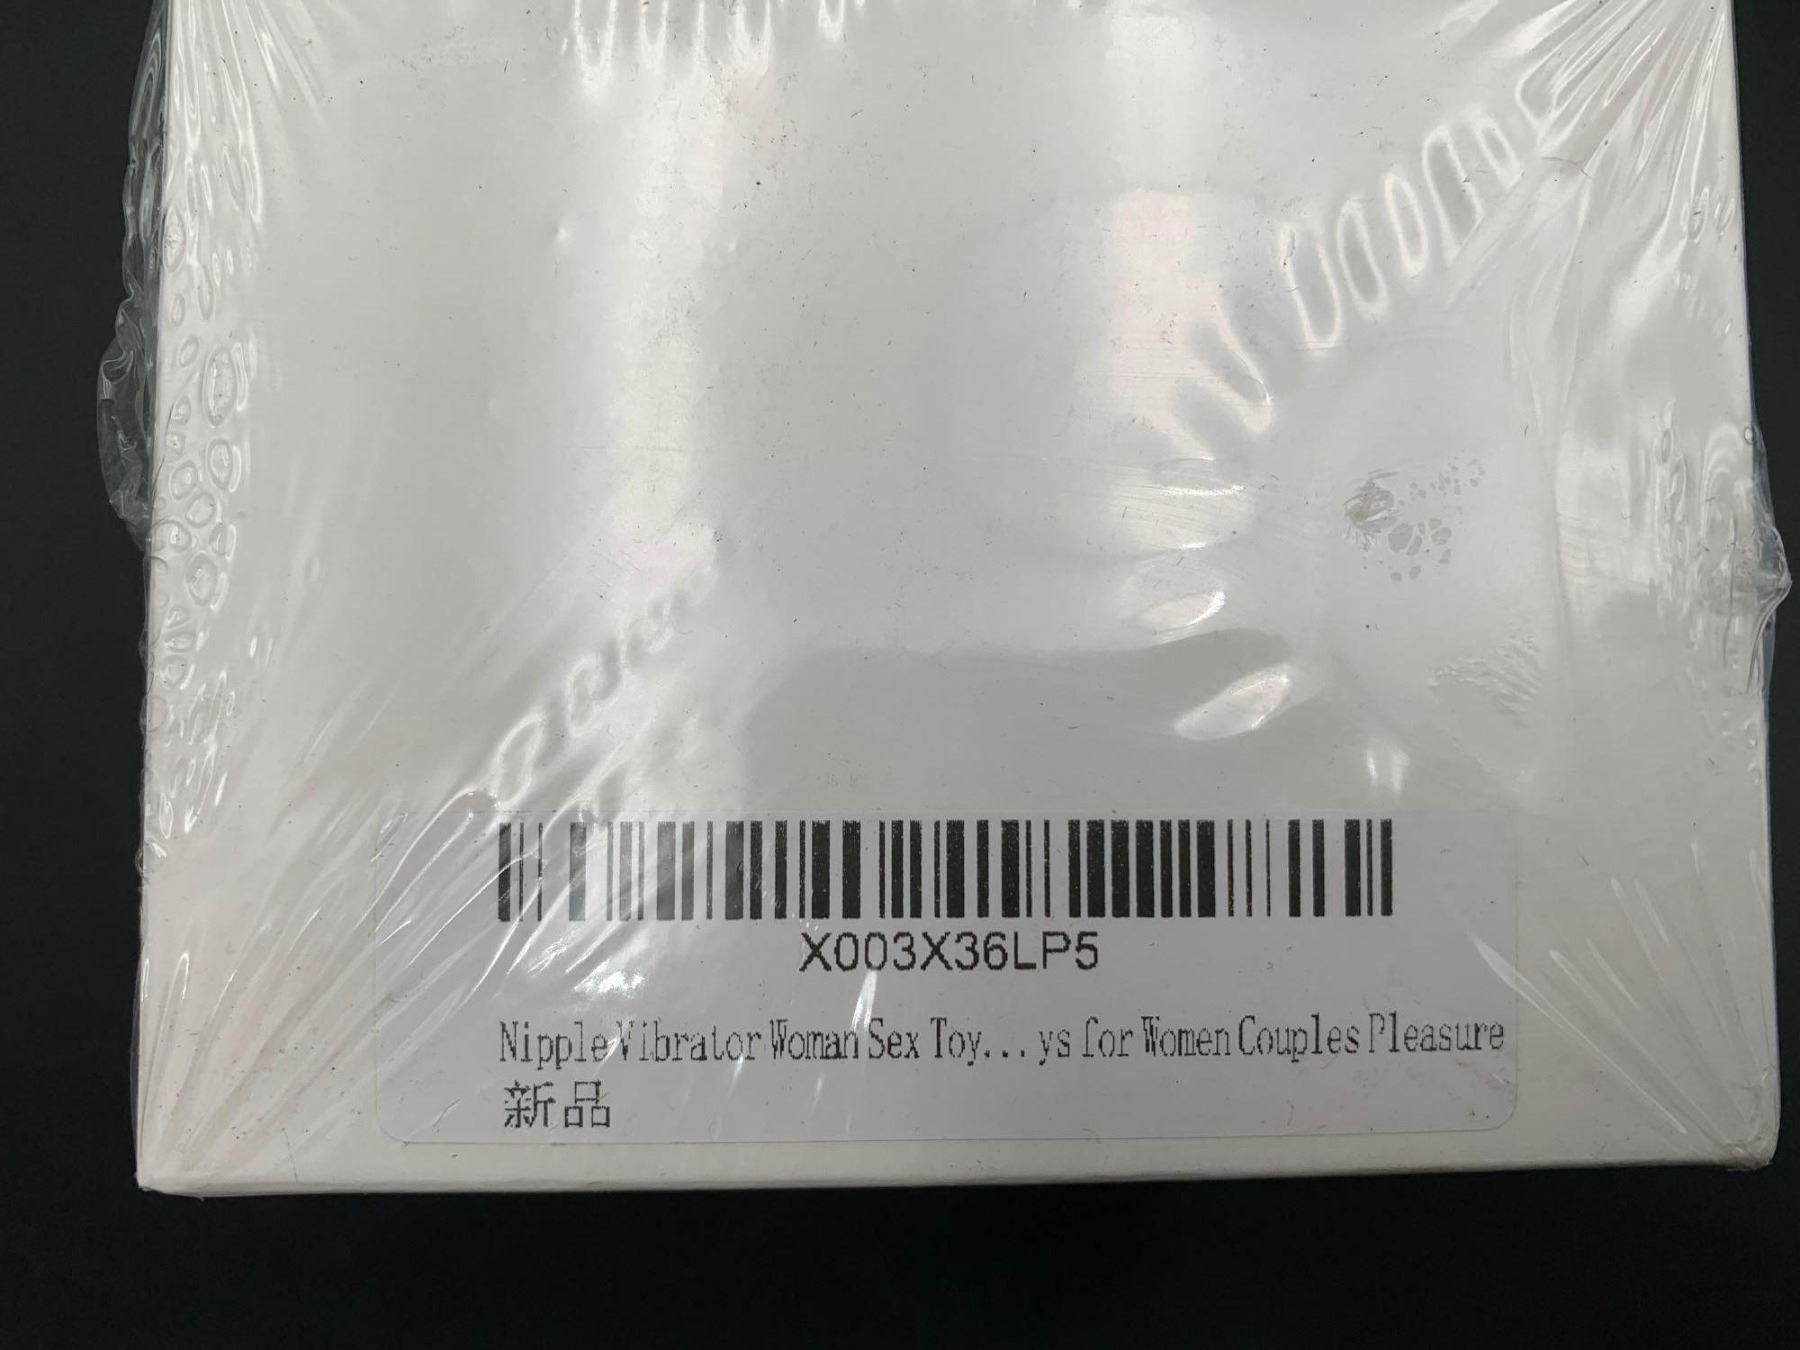 X003X36LP5
Nipple Vibrator Woman Sex Toy...ys for Women Couples Pleasure
新品